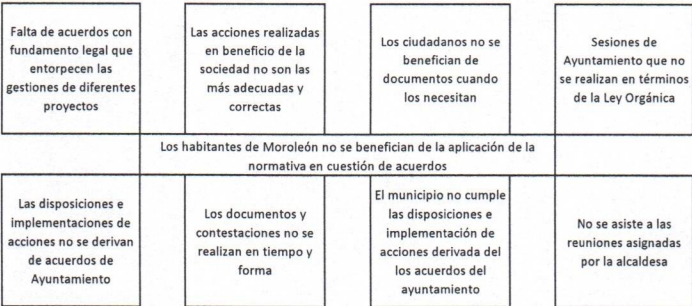 Falta de acuerdos con
fundamento legal que
entorpecen las
gestiones de diferentes
proyectos
Las acciones realizadas
en beneficio de la
sociedad no son las
más adecuadas y
correctas
Los ciudadanos no se
benefician de
documentos cuando
los necesitan
Sesiones de
Ayuntamiento que no
se realizan en términos
de la Ley Orgánica
Los habitantes de Moroleón no se benefician de la aplicación de la
normativa en cuestión de acuerdos
Las disposiciones e
implementaciones de
acciones no se derivan
de acuerdos de
Ayuntamiento
Los documentos y
contestaciones no se
realizan en tiempo y
forma
El municipio no cumple
las disposiciones e
implementación de
acciones derivada del
los acuerdos del
ayuntamiento
No se asiste a las
reuniones asignadas
por la alcaldesa